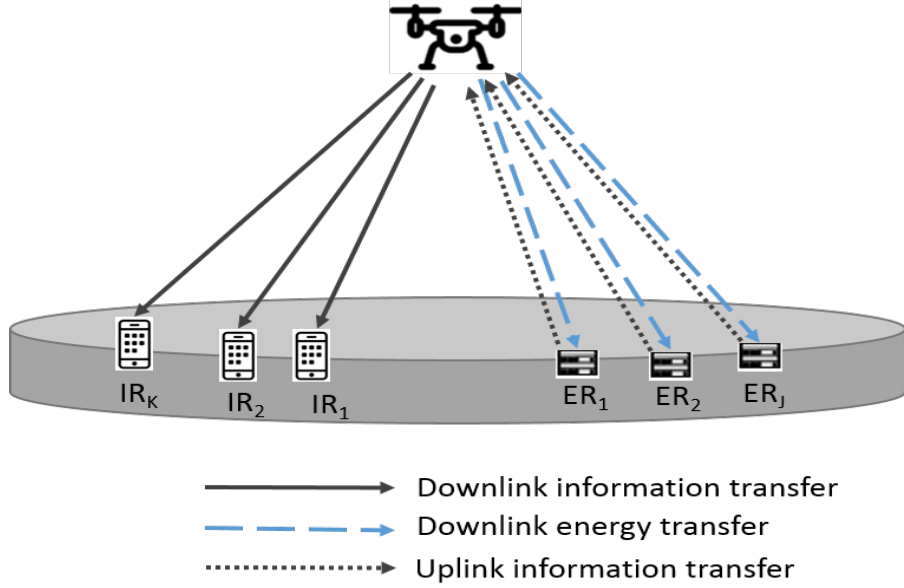 IR_K IR_2 IR_1 ER_1 ER_2 ER_J
Downlink information transfer
Downlink energy transfer
Uplink information transfer